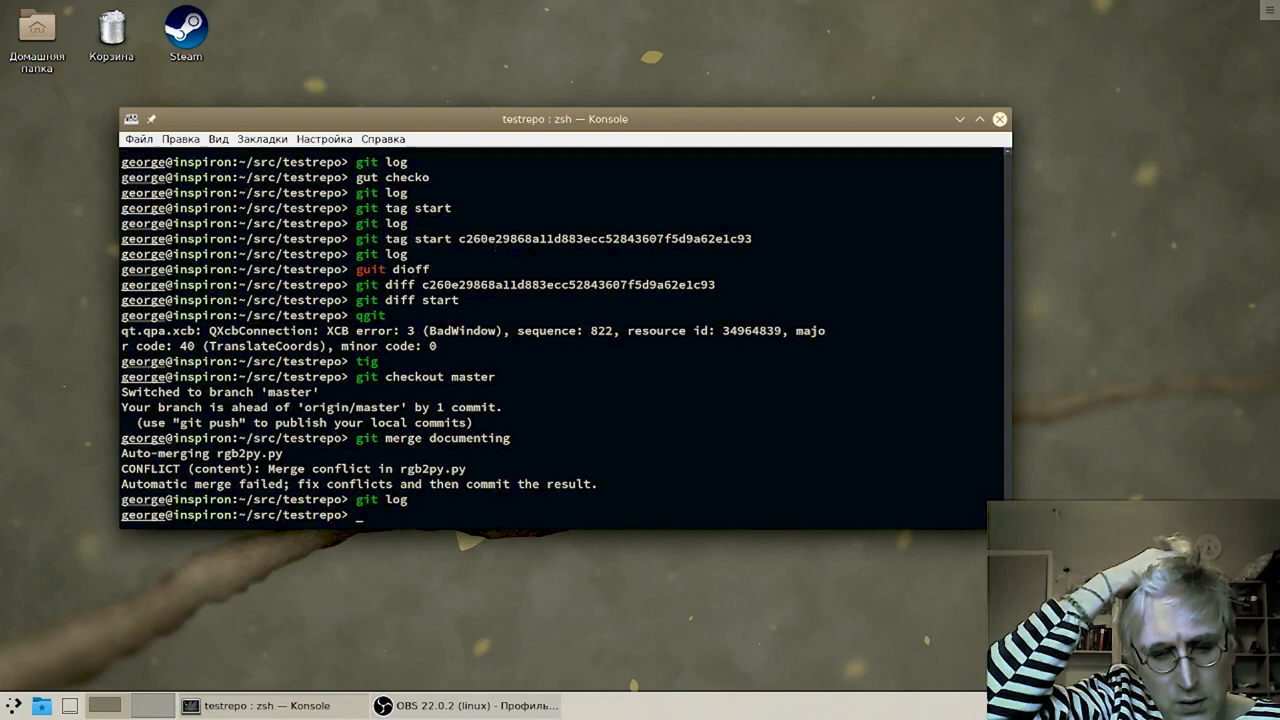 Домашняя
папка
Корзина
Steam
testrepo : zsh — Konsole
Файл Правка Вид Закладки Настройка Справка
george@inspiron:~/src/testrepo> git log
george@inspiron:~/src/testrepo> gut checko
george@inspiron:~/src/testrepo> git log
george@inspiron:~/src/testrepo> git tag start
george@inspiron:~/src/testrepo> git log
george@inspiron:~/src/testrepo> git tag start c260e29868a11d883ecc52843607f5d9a62e1c93
george@inspiron:~/src/testrepo> git log
george@inspiron:~/src/testrepo> guit dioff
george@inspiron:~/src/testrepo> git diff c260e29868a11d883ecc52843607f5d9a62e1c93
george@inspiron:~/src/testrepo> git diff start
george@inspiron:~/src/testrepo> qgit
qt.qpa.xcb: QXcbConnection: XCB error: 3 (BadWindow), sequence: 822, resource id: 34964839, majo
r code: 40 (TranslateCoords), minor code: 0
george@inspiron:~/src/testrepo> tig
george@inspiron:~/src/testrepo> git checkout master
Switched to branch 'master'
Your branch is ahead of 'origin/master' by 1 commit.
(use "git push" to publish your local commits)
george@inspiron:~/src/testrepo> git merge documenting
Auto-merging rgb2py.py
CONFLICT (content): Merge conflict in rgb2py.py
Automatic merge failed; fix conflicts and then commit the result.
george@inspiron:~/src/testrepo> git log
george@inspiron:~/src/testrepo> _
testrepo : zsh — Konsole
OBS 22.0.2 (linux) - Профиль...